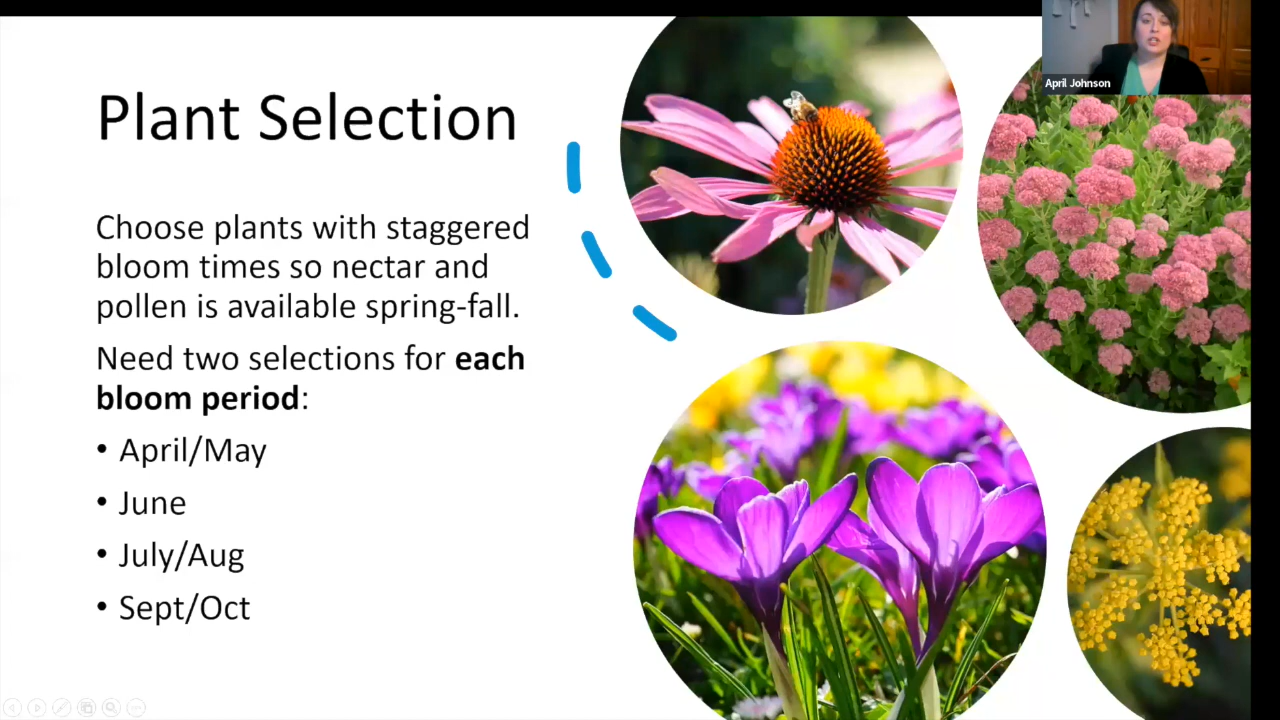 Plant Selection
Choose plants with staggered
bloom times so nectar and
pollen is available spring-fall.
Need two selections for each
bloom period:
• April/May
• June
• July/Aug
• Sept/Oct
April Johnson